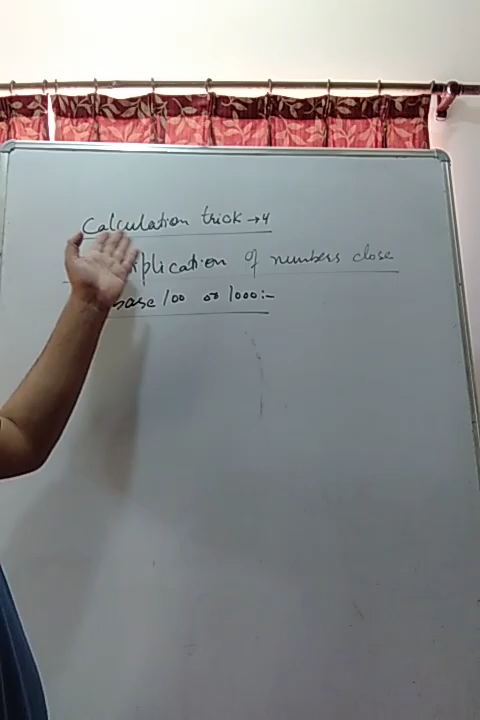 Calculation trick → 4
plication of numbers close
base 100 or 1000:-